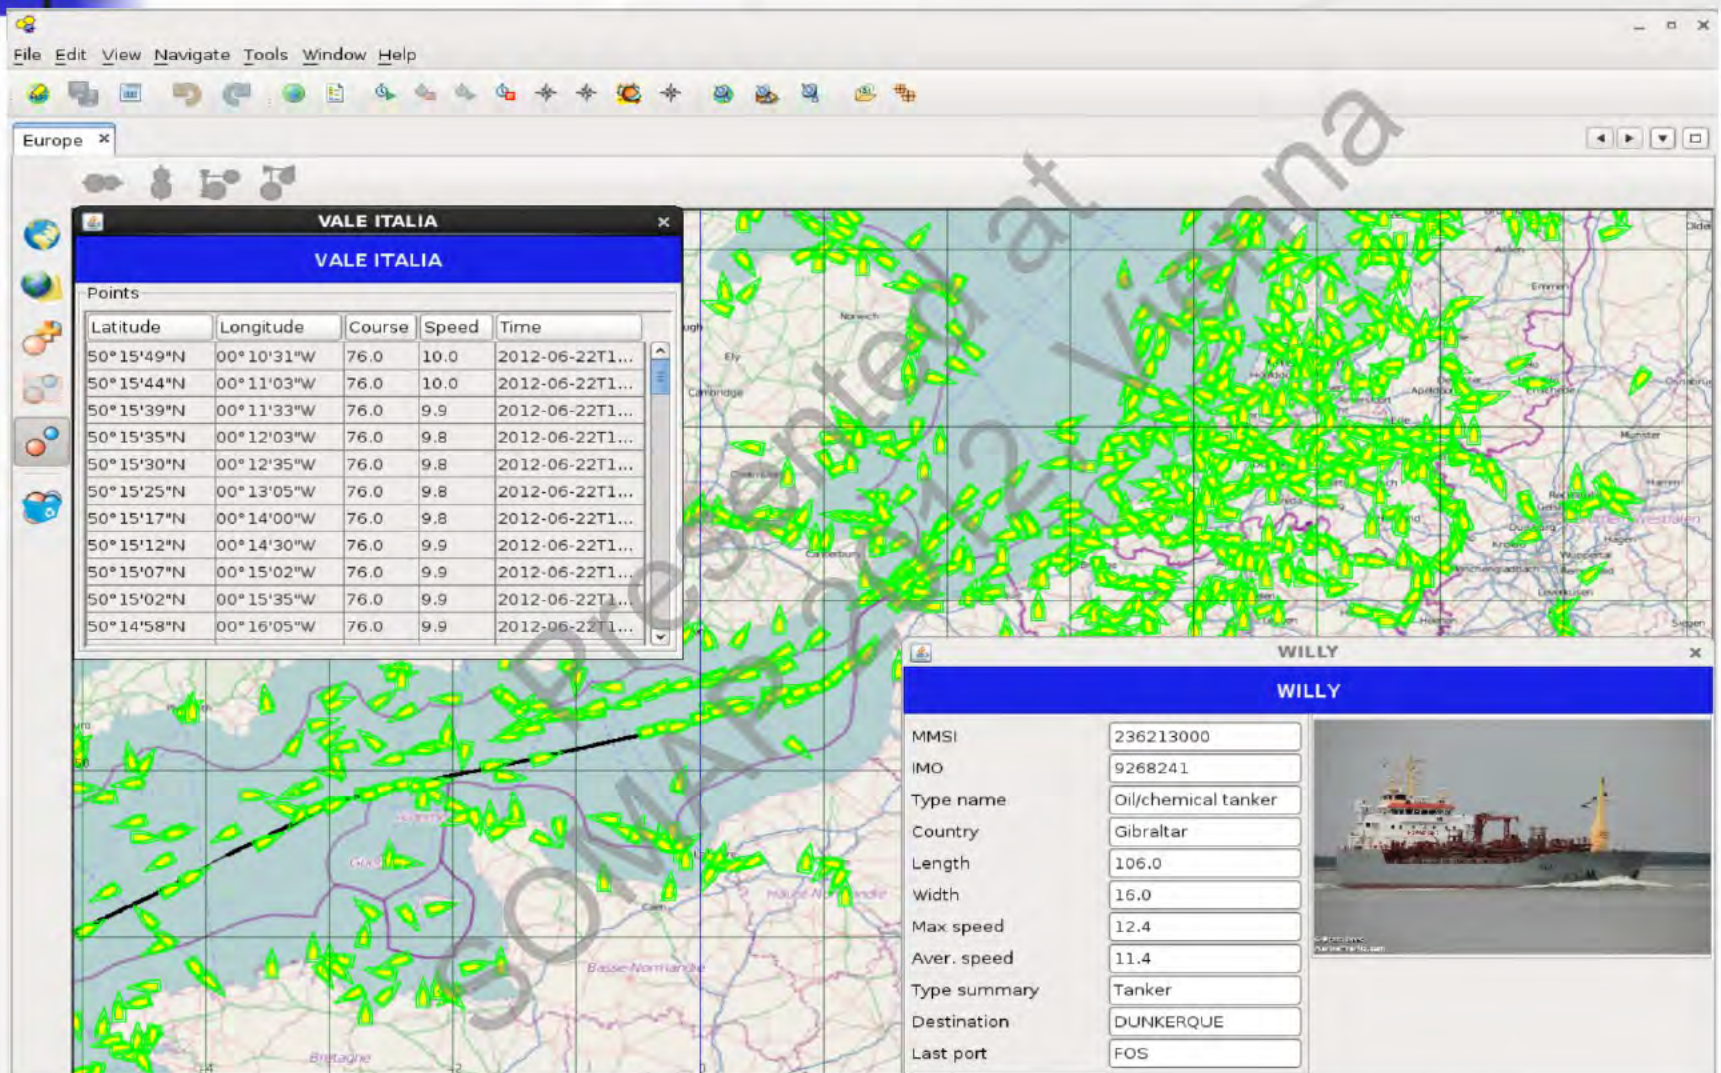 File Edit View Navigate Tools Window Help
Europe
VALE ITALIA
VALE ITALIA
Points
Latitude Longitude Course Speed Time
50°15'49"N 00°10'31"W 76.0 10.0 2012-06-22T1...
50°15'44"N 00°11'03"W 76.0 10.0 2012-06-22T1...
50°15'39"N 00°11'33"W 76.0 9.9 2012-06-22T1...
50°15'35"N 00°12'03"W 76.0 9.8 2012-06-22T1...
50°15'30"N 00°12'35"W 76.0 9.8 2012-06-22T1...
50°15'25"N 00°13'05"W 76.0 9.8 2012-06-22T1...
50°15'17"N 00°14'00"W 76.0 9.8 2012-06-22T1...
50°15'12"N 00°14'30"W 76.0 9.9 2012-06-22T1...
50°15'07"N 00°15'02"W 76.0 9.9 2012-06-22T1...
50°15'02"N 00°15'35"W 76.0 9.9 2012-06-22T1...
50°14'58"N 00°16'05"W 76.0 9.9 2012-06-22T1...
Assen
Emmen
Norwich
Ely
Cambridge
Munster
Hamm
Canterbury
Hagen
Wuppertal
Leverkusen
Siegen
Caen
Basse-Normandie
Bretagne
WILLY
WILLY
MMSI 236213000
IMO 9268241
Type name Oil/chemical tanker
Country Gibraltar
Length 106.0
Width 16.0
Max speed 12.4
Aver. speed 11.4
Type summary Tanker
Destination DUNKERQUE
Last port FOS
Presented at
SOMAP 2012, Vienna